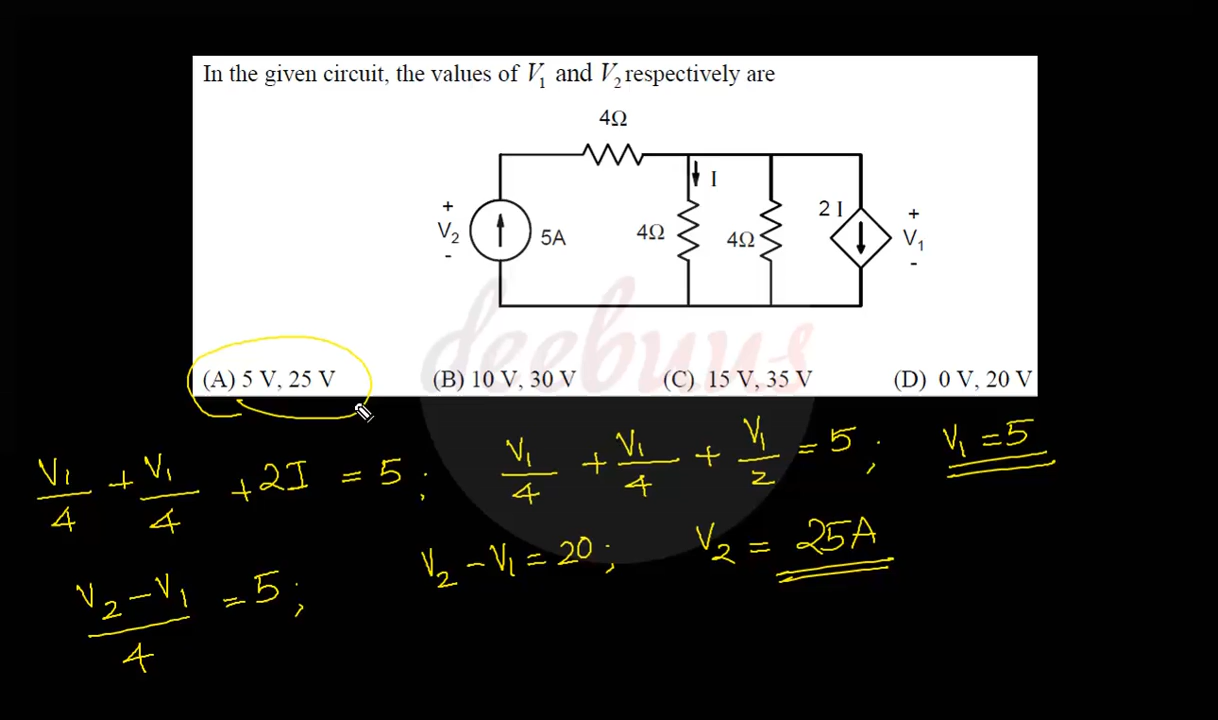 In the given circuit, the values of V₁ and V₂ respectively are
4Ω
I
2 I
+
V₂
-
5A
4Ω
4Ω
+
V₁
-
deebuu-s
(A) 5 V, 25 V (B) 10 V, 30 V (C) 15 V, 35 V (D) 0 V, 20 V
V₁/4 + V₁/4 + 2I = 5 ; V₁/4 + V₁/4 + V₁/2 = 5 ; V₁ = 5
V₂ - V₁ / 4 = 5 ; V₂ - V₁ = 20 ; V₂ = 25A